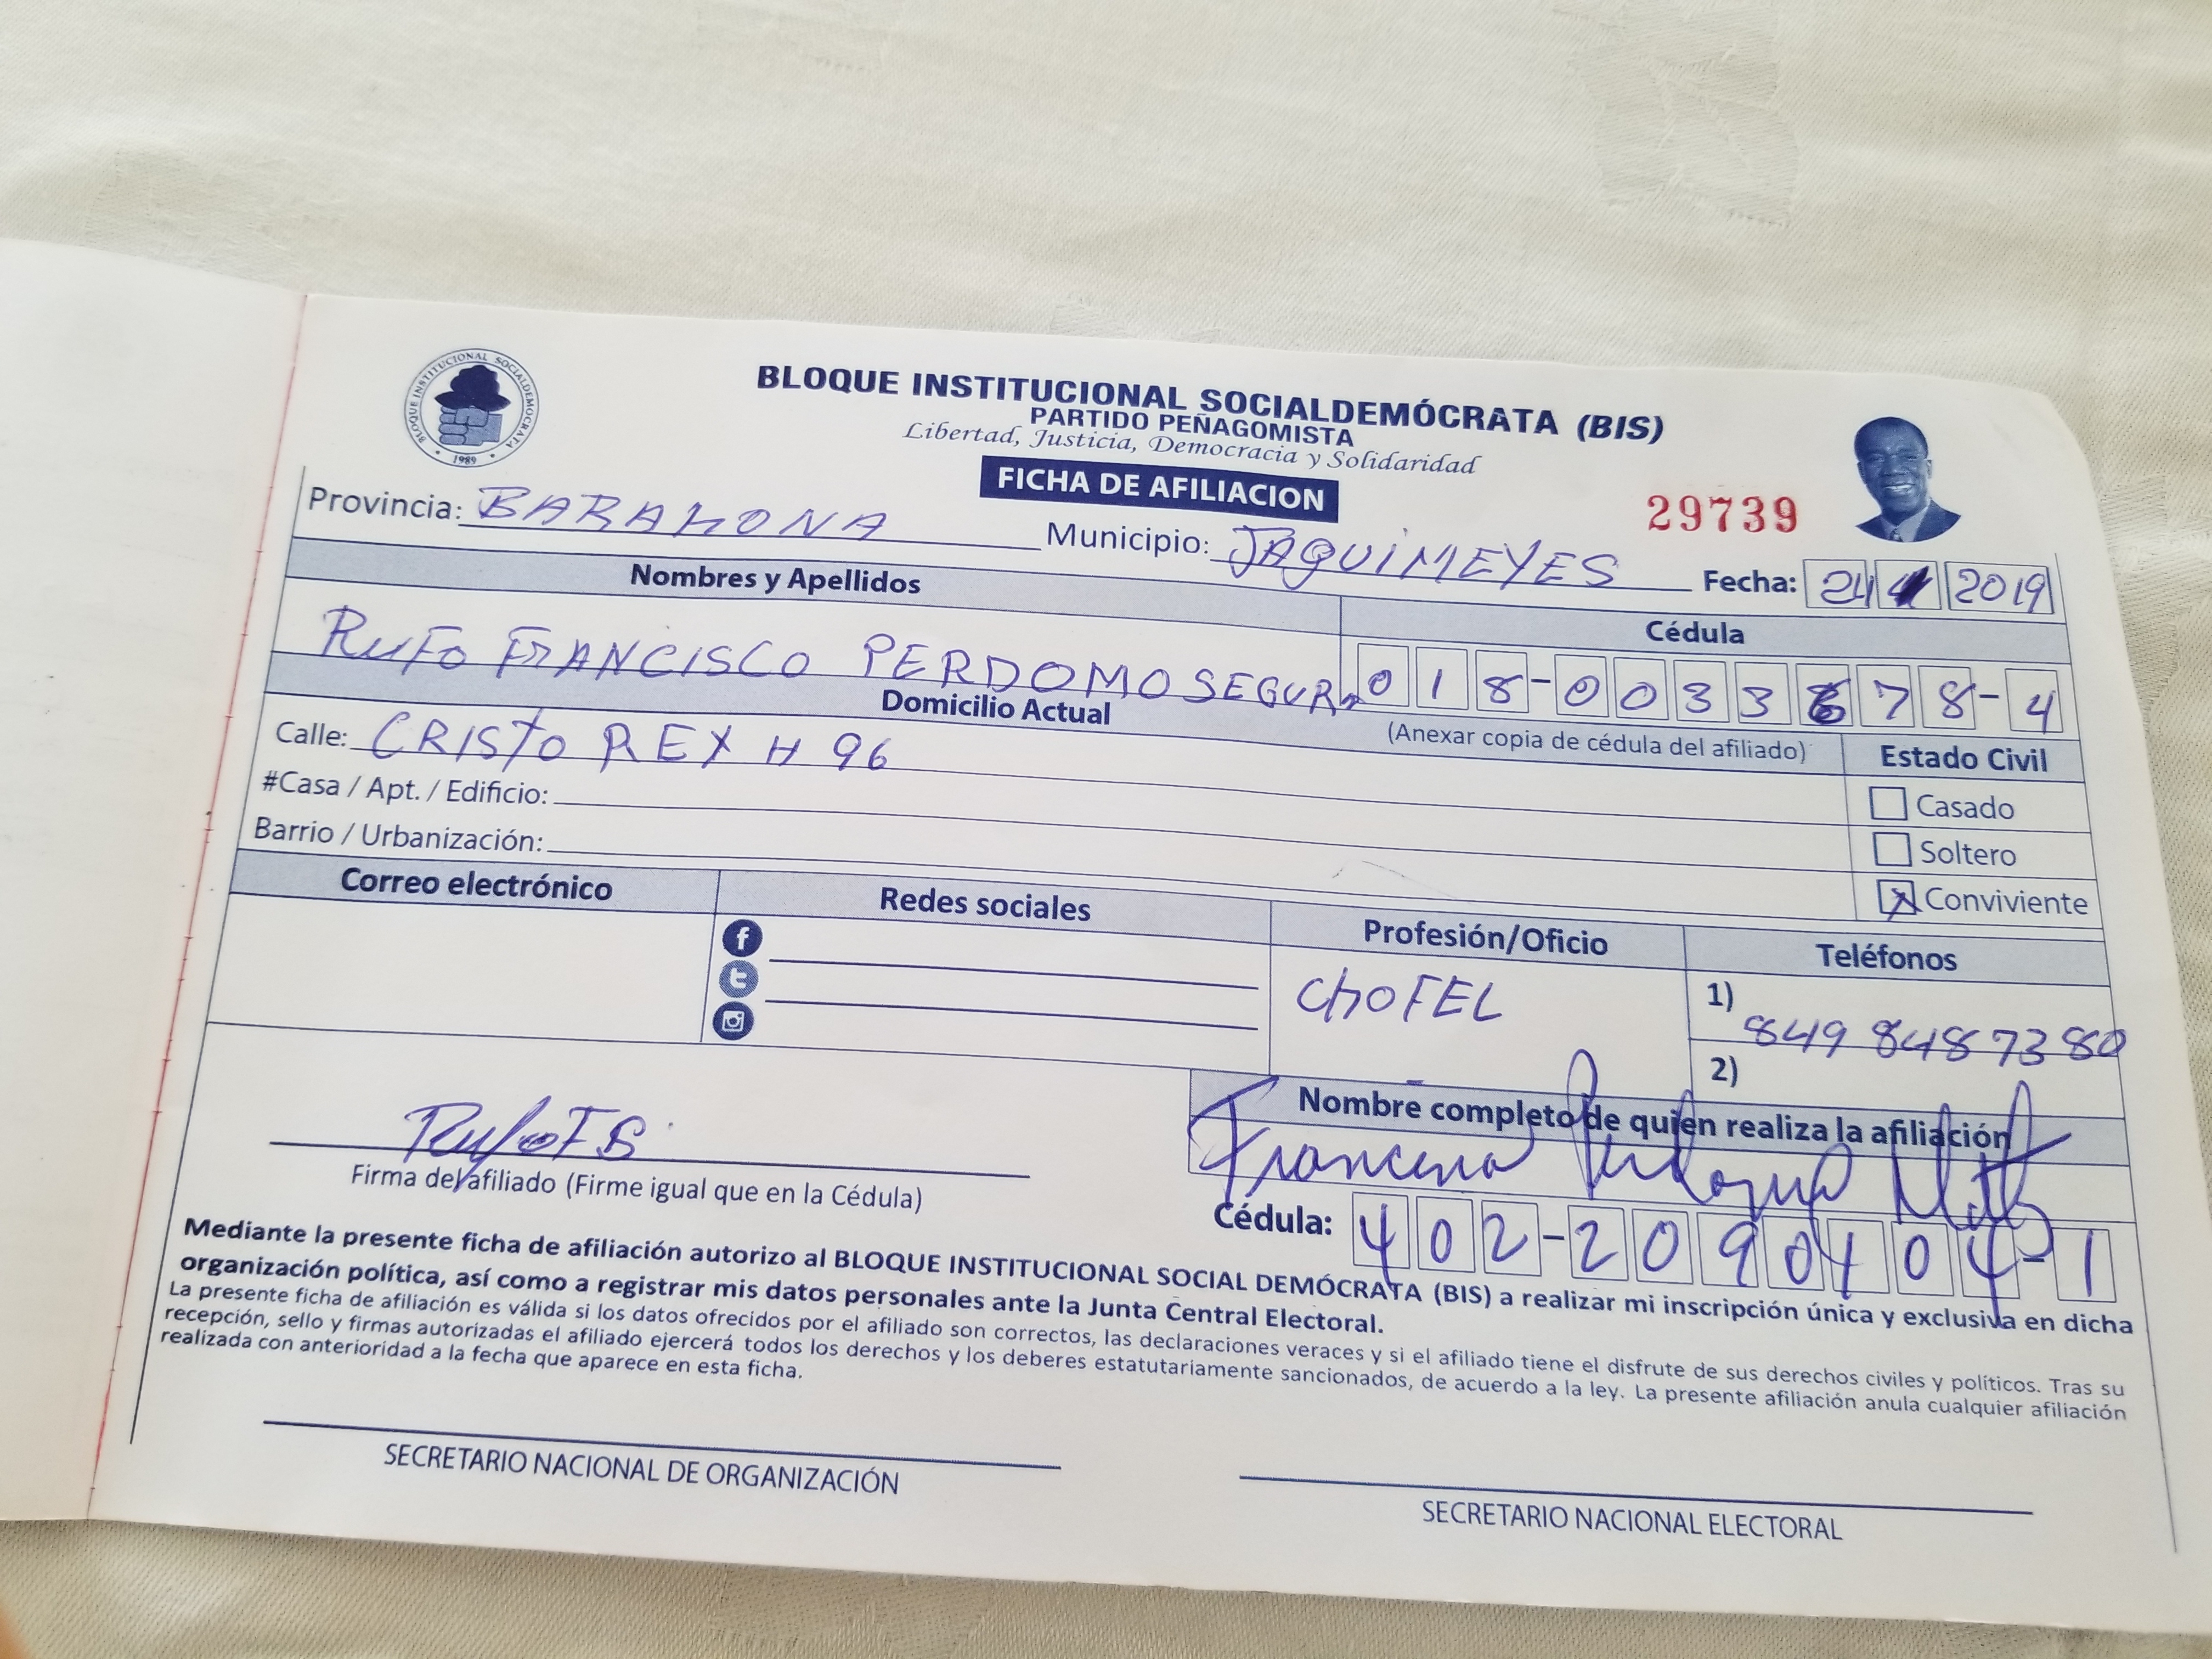 BLOQUE INSTITUCIONAL SOCIALDEMÓCRATA
1989
BLOQUE INSTITUCIONAL SOCIALDEMÓCRATA (BIS)
PARTIDO PEÑAGOMISTA
Libertad, Justicia, Democracia y Solidaridad
FICHA DE AFILIACION
29739
Provincia: BARAHONA Municipio: JAQUIMEYES Fecha: 24 2019
Nombres y Apellidos Cédula
RUFO FRANCISCO PERDOMO SEGURA 018-0033678-4
Domicilio Actual (Anexar copia de cédula del afiliado) Estado Civil
Calle: CRISTO REX H 96
Casado
#Casa / Apt. / Edificio:
Soltero
Barrio / Urbanización:
X Conviviente
Correo electrónico Redes sociales Profesión/Oficio Teléfonos
f
t
CHOFEL
1) 849 848 73 80
2)
Nombre completo de quien realiza la afiliación
Rufo F
Firma del afiliado (Firme igual que en la Cédula)
Cédula: 402-2090404-1
Mediante la presente ficha de afiliación autorizo al BLOQUE INSTITUCIONAL SOCIAL DEMÓCRATA (BIS) a realizar mi inscripción única y exclusiva en dicha
organización política, así como a registrar mis datos personales ante la Junta Central Electoral.
La presente ficha de afiliación es válida si los datos ofrecidos por el afiliado son correctos, las declaraciones veraces y si el afiliado tiene el disfrute de sus derechos civiles y políticos. Tras su
recepción, sello y firmas autorizadas el afiliado ejercerá todos los derechos y los deberes estatutariamente sancionados, de acuerdo a la ley. La presente afiliación anula cualquier afiliación
realizada con anterioridad a la fecha que aparece en esta ficha.
SECRETARIO NACIONAL DE ORGANIZACIÓN
SECRETARIO NACIONAL ELECTORAL